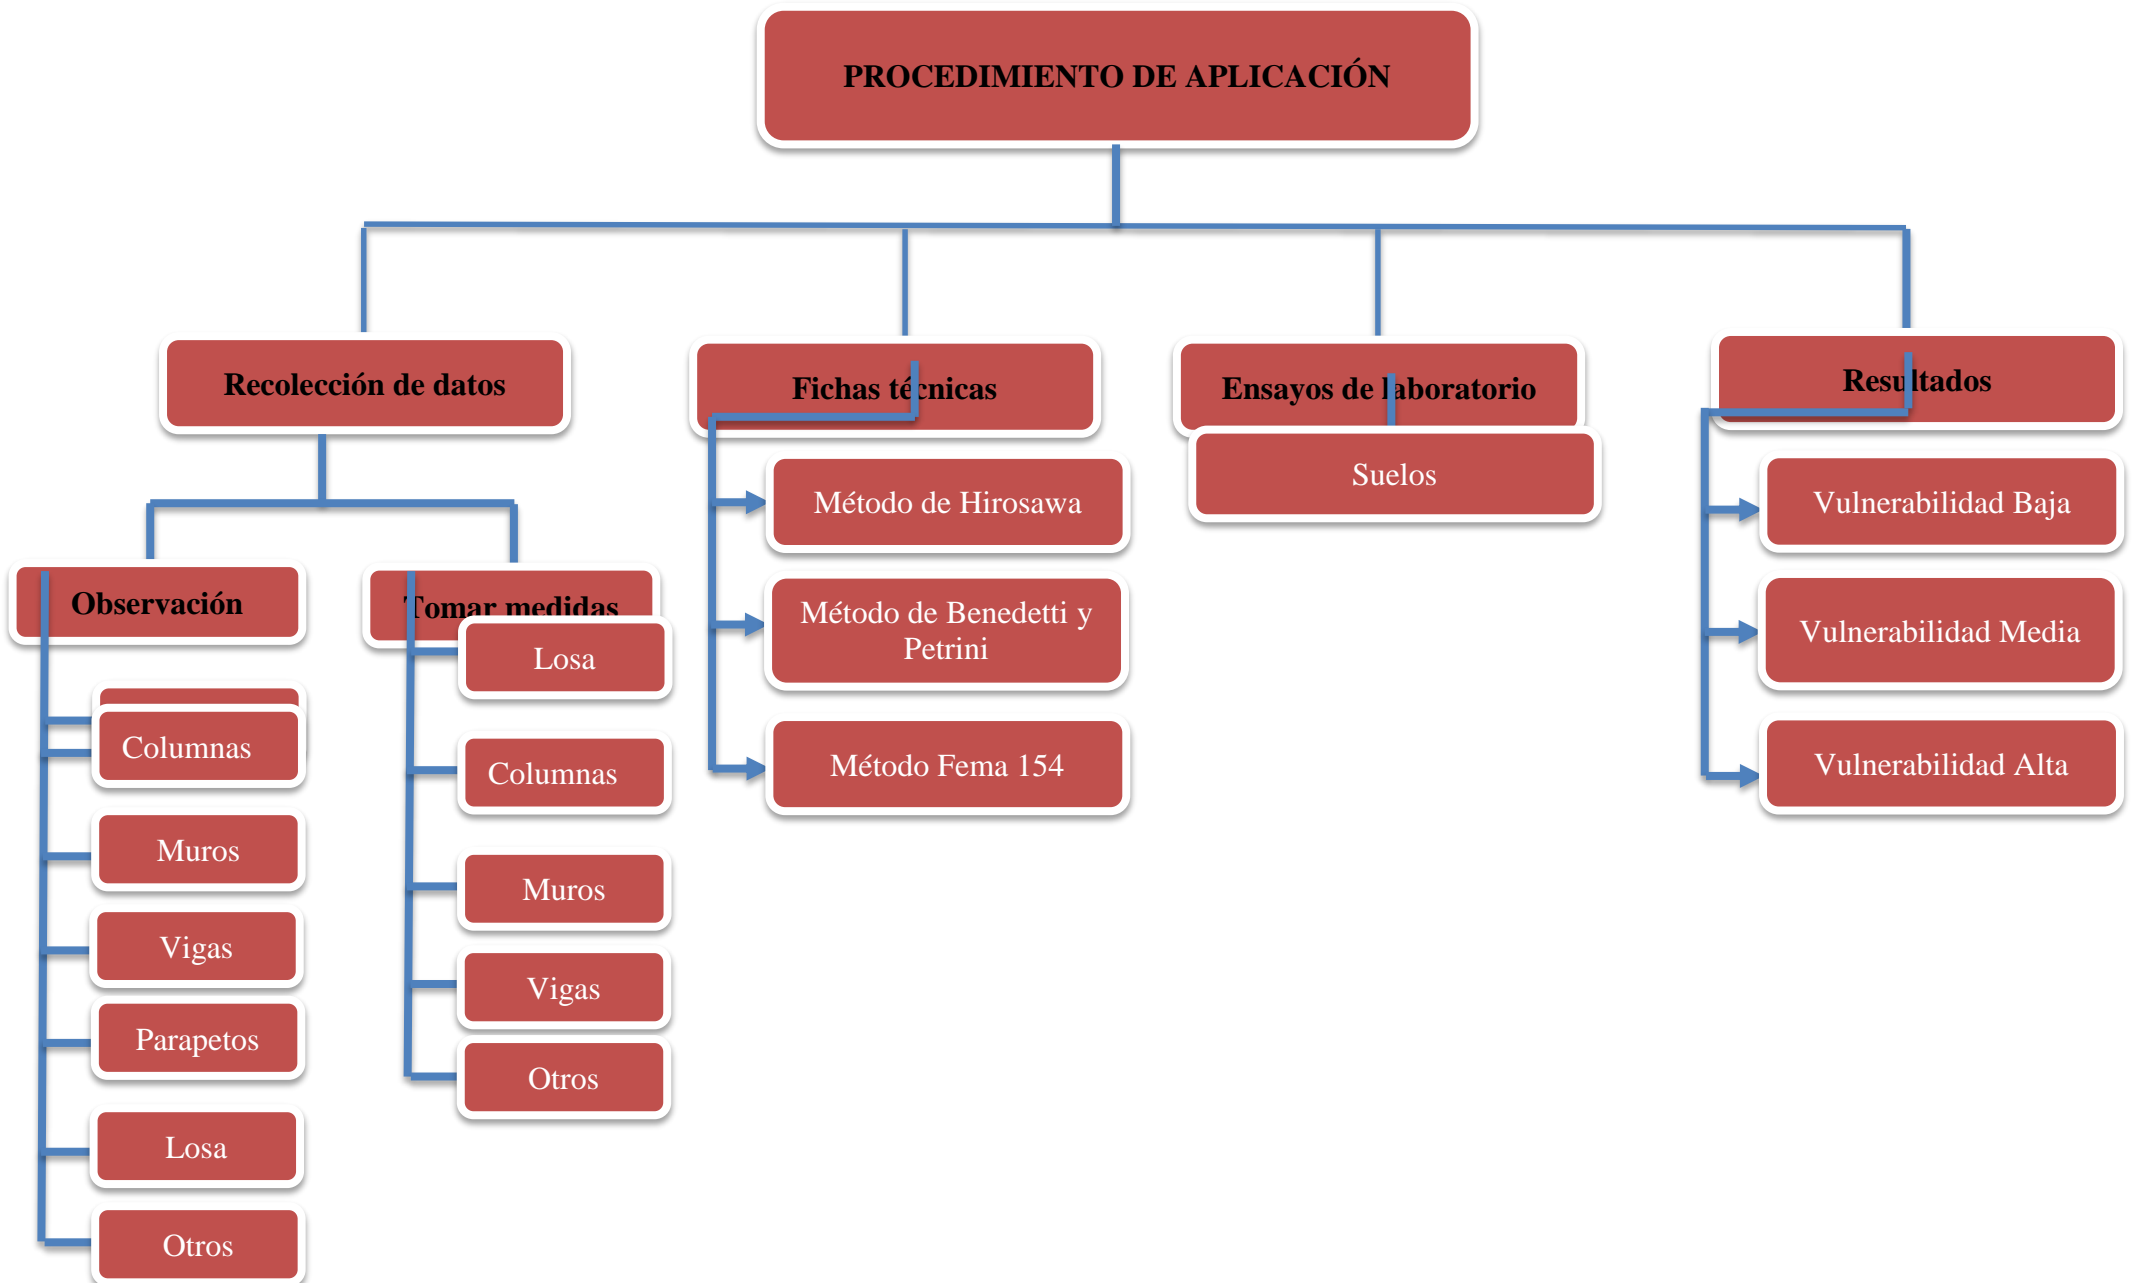 PROCEDIMIENTO DE APLICACIÓN
Recolección de datos
Fichas técnicas
Ensayos de laboratorio
Resultados
Observación
Columnas
Muros
Vigas
Parapetos
Losa
Otros
Tomar medidas
Losa
Columnas
Muros
Vigas
Otros
Método de Hirosawa
Método de Benedetti y
Petrini
Método Fema 154
Suelos
Vulnerabilidad Baja
Vulnerabilidad Media
Vulnerabilidad Alta